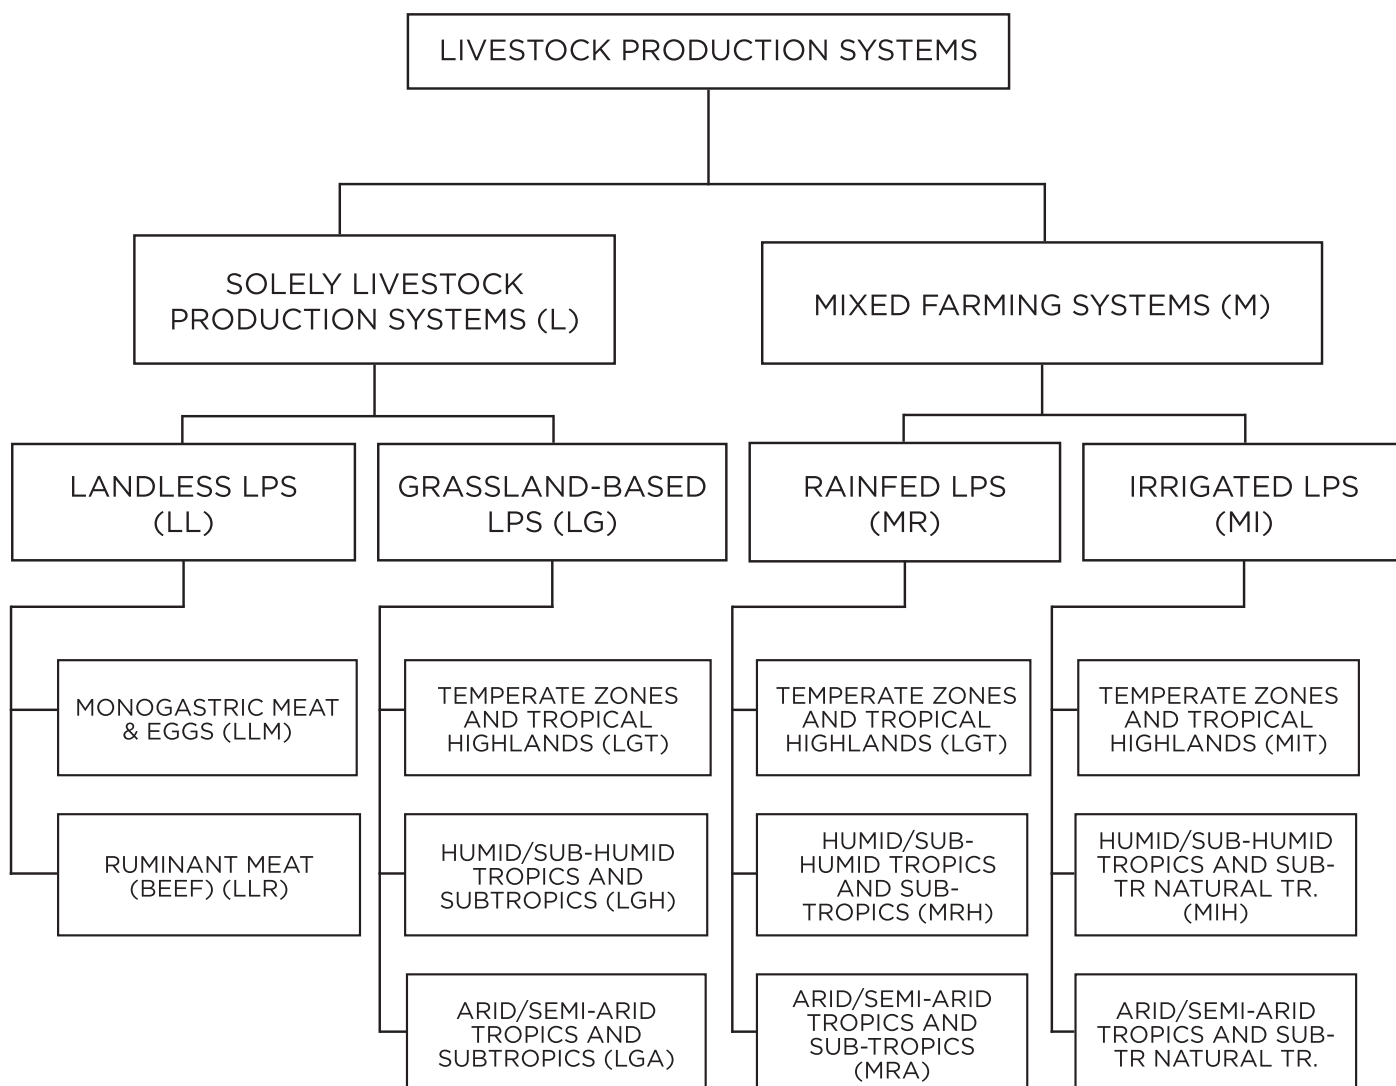 LIVESTOCK PRODUCTION SYSTEMS
SOLELY LIVESTOCK
PRODUCTION SYSTEMS (L)
MIXED FARMING SYSTEMS (M)
LANDLESS LPS
(LL)
GRASSLAND-BASED
LPS (LG)
RAINFED LPS
(MR)
IRRIGATED LPS
(MI)
MONOGASTRIC MEAT
& EGGS (LLM)
RUMINANT MEAT
(BEEF) (LLR)
TEMPERATE ZONES
AND TROPICAL
HIGHLANDS (LGT)
HUMID/SUB-HUMID
TROPICS AND
SUBTROPICS (LGH)
ARID/SEMI-ARID
TROPICS AND
SUBTROPICS (LGA)
TEMPERATE ZONES
AND TROPICAL
HIGHLANDS (LGT)
HUMID/SUB-
HUMID TROPICS
AND SUB-
TROPICS (MRH)
ARID/SEMI-ARID
TROPICS AND
SUB-TROPICS
(MRA)
TEMPERATE ZONES
AND TROPICAL
HIGHLANDS (MIT)
HUMID/SUB-HUMID
TROPICS AND SUB-
TR NATURAL TR.
(MIH)
ARID/SEMI-ARID
TROPICS AND SUB-
TR NATURAL TR.